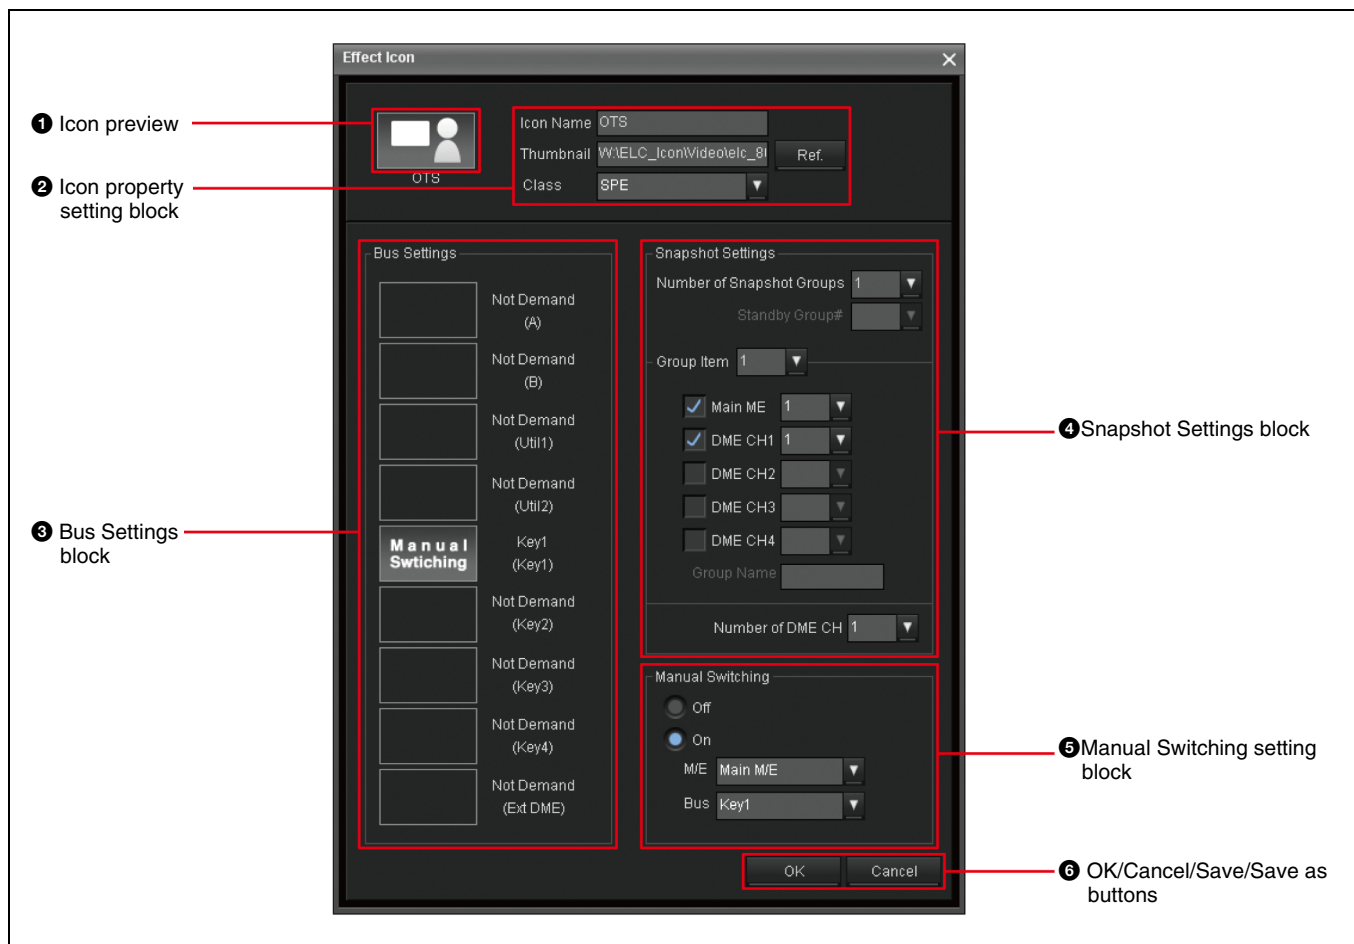 Effect Icon
❶ Icon preview
OTS
Icon Name OTS
Thumbnail W:\ELC_Icon\Video\elc_8 Ref.
Class SPE
❷ Icon property
setting block
Bus Settings
Not Demand
(A)
Not Demand
(B)
Not Demand
(Util1)
Not Demand
(Util2)
Manual
Swtiching
Key1
(Key1)
Not Demand
(Key2)
Not Demand
(Key3)
Not Demand
(Key4)
Not Demand
(Ext DME)
❸ Bus Settings
block
Snapshot Settings
Number of Snapshot Groups 1
Standby Group#
Group Item 1
Main ME 1
DME CH1 1
DME CH2
DME CH3
DME CH4
Group Name
Number of DME CH 1
❹Snapshot Settings block
Manual Switching
Off
On
M/E Main M/E
Bus Key1
❺Manual Switching setting
block
OK Cancel
❻ OK/Cancel/Save/Save as
buttons